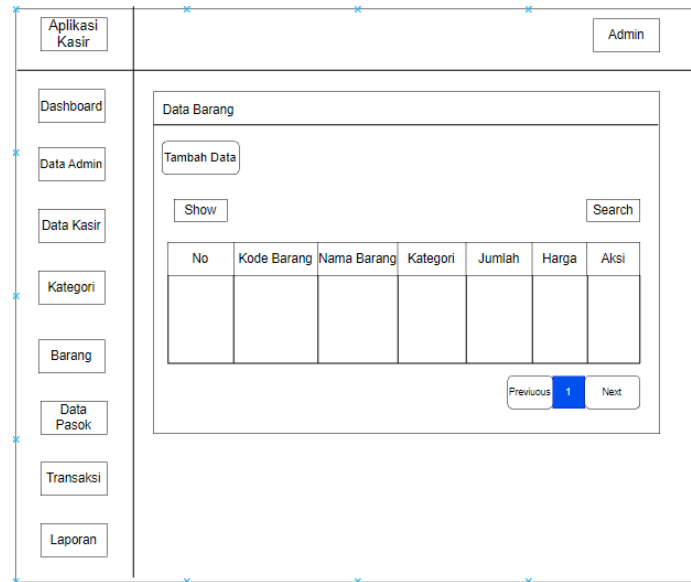 Aplikasi
Kasir
Admin
Dashboard
Data Admin
Data Kasir
Kategori
Barang
Data
Pasok
Transaksi
Laporan
Data Barang
Tambah Data
Show
Search
No Kode Barang Nama Barang Kategori Jumlah Harga Aksi
Previuous 1 Next